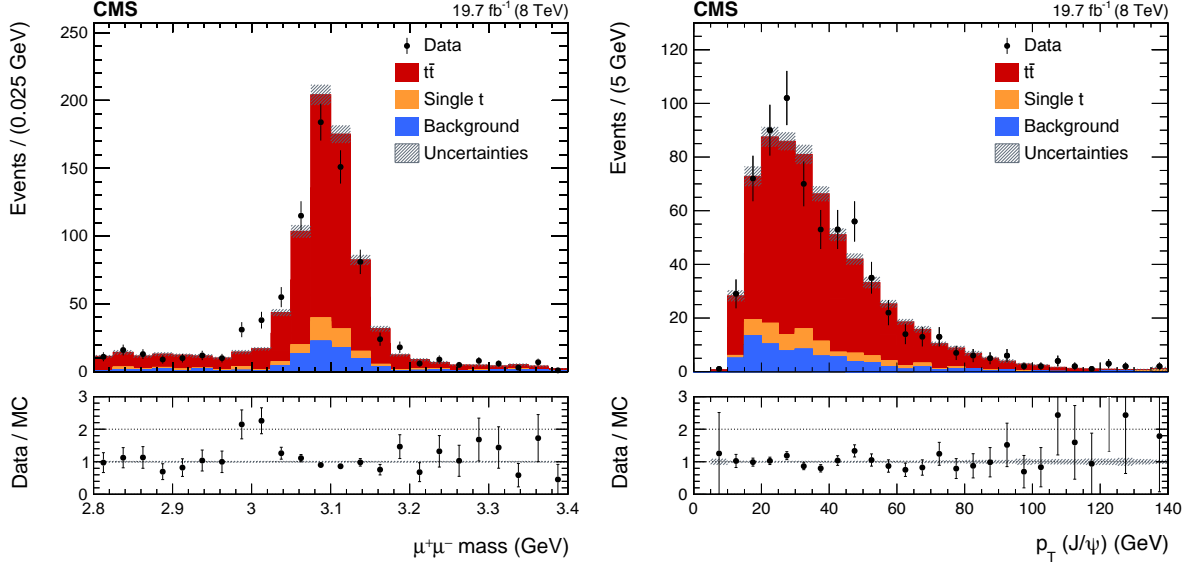 CMS
19.7 fb⁻¹ (8 TeV)
Events / (0.025 GeV)
250
200
150
100
50
0
Data
tt̄
Single t
Background
Uncertainties
Data / MC
3
2
1
0
2.8 2.9 3 3.1 3.2 3.3 3.4
μ⁺μ⁻ mass (GeV)
CMS
19.7 fb⁻¹ (8 TeV)
Events / (5 GeV)
120
100
80
60
40
20
0
Data
tt̄
Single t
Background
Uncertainties
Data / MC
3
2
1
0
0 20 40 60 80 100 120 140
p_T (J/ψ) (GeV)